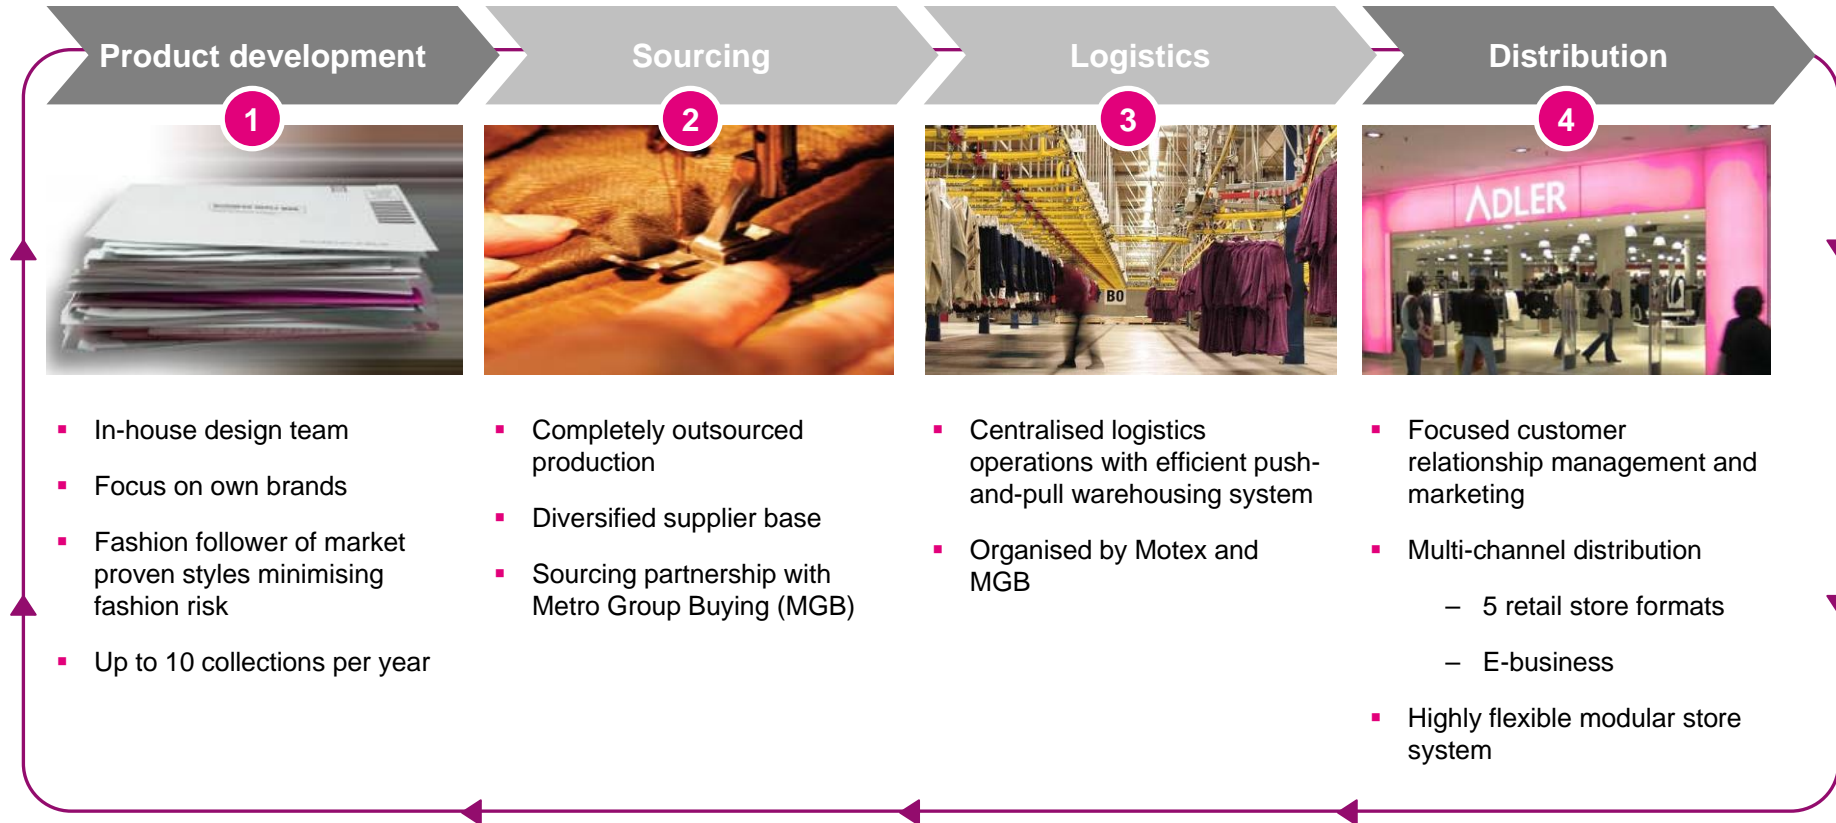 Product development
Sourcing
Logistics
Distribution
1
2
3
4
ADLER
BO
In-house design team
Focus on own brands
Fashion follower of market
proven styles minimising
fashion risk
Up to 10 collections per year
Completely outsourced
production
Diversified supplier base
Sourcing partnership with
Metro Group Buying (MGB)
Centralised logistics
operations with efficient push-
and-pull warehousing system
Organised by Motex and
MGB
Focused customer
relationship management and
marketing
Multi-channel distribution
– 5 retail store formats
– E-business
Highly flexible modular store
system